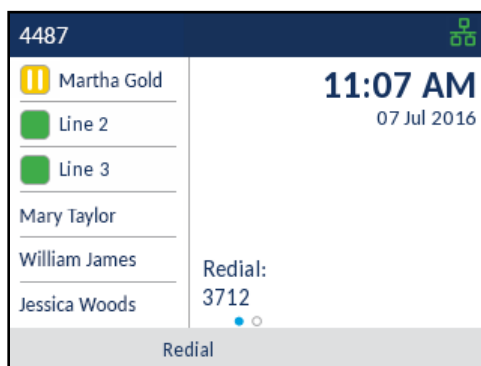 4487
Martha Gold
Line 2
Line 3
Mary Taylor
William James
Jessica Woods
11:07 AM
07 Jul 2016
Redial:
3712
Redial